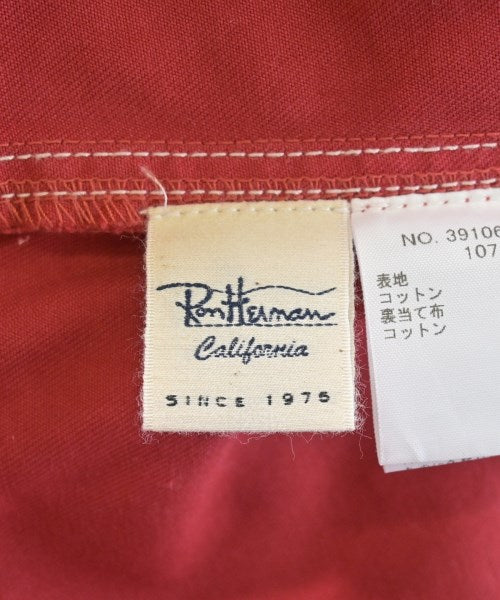 Ron Herman
California
SINCE 1975
NO. 39106
107
表地
コットン
裏当て布
コットン